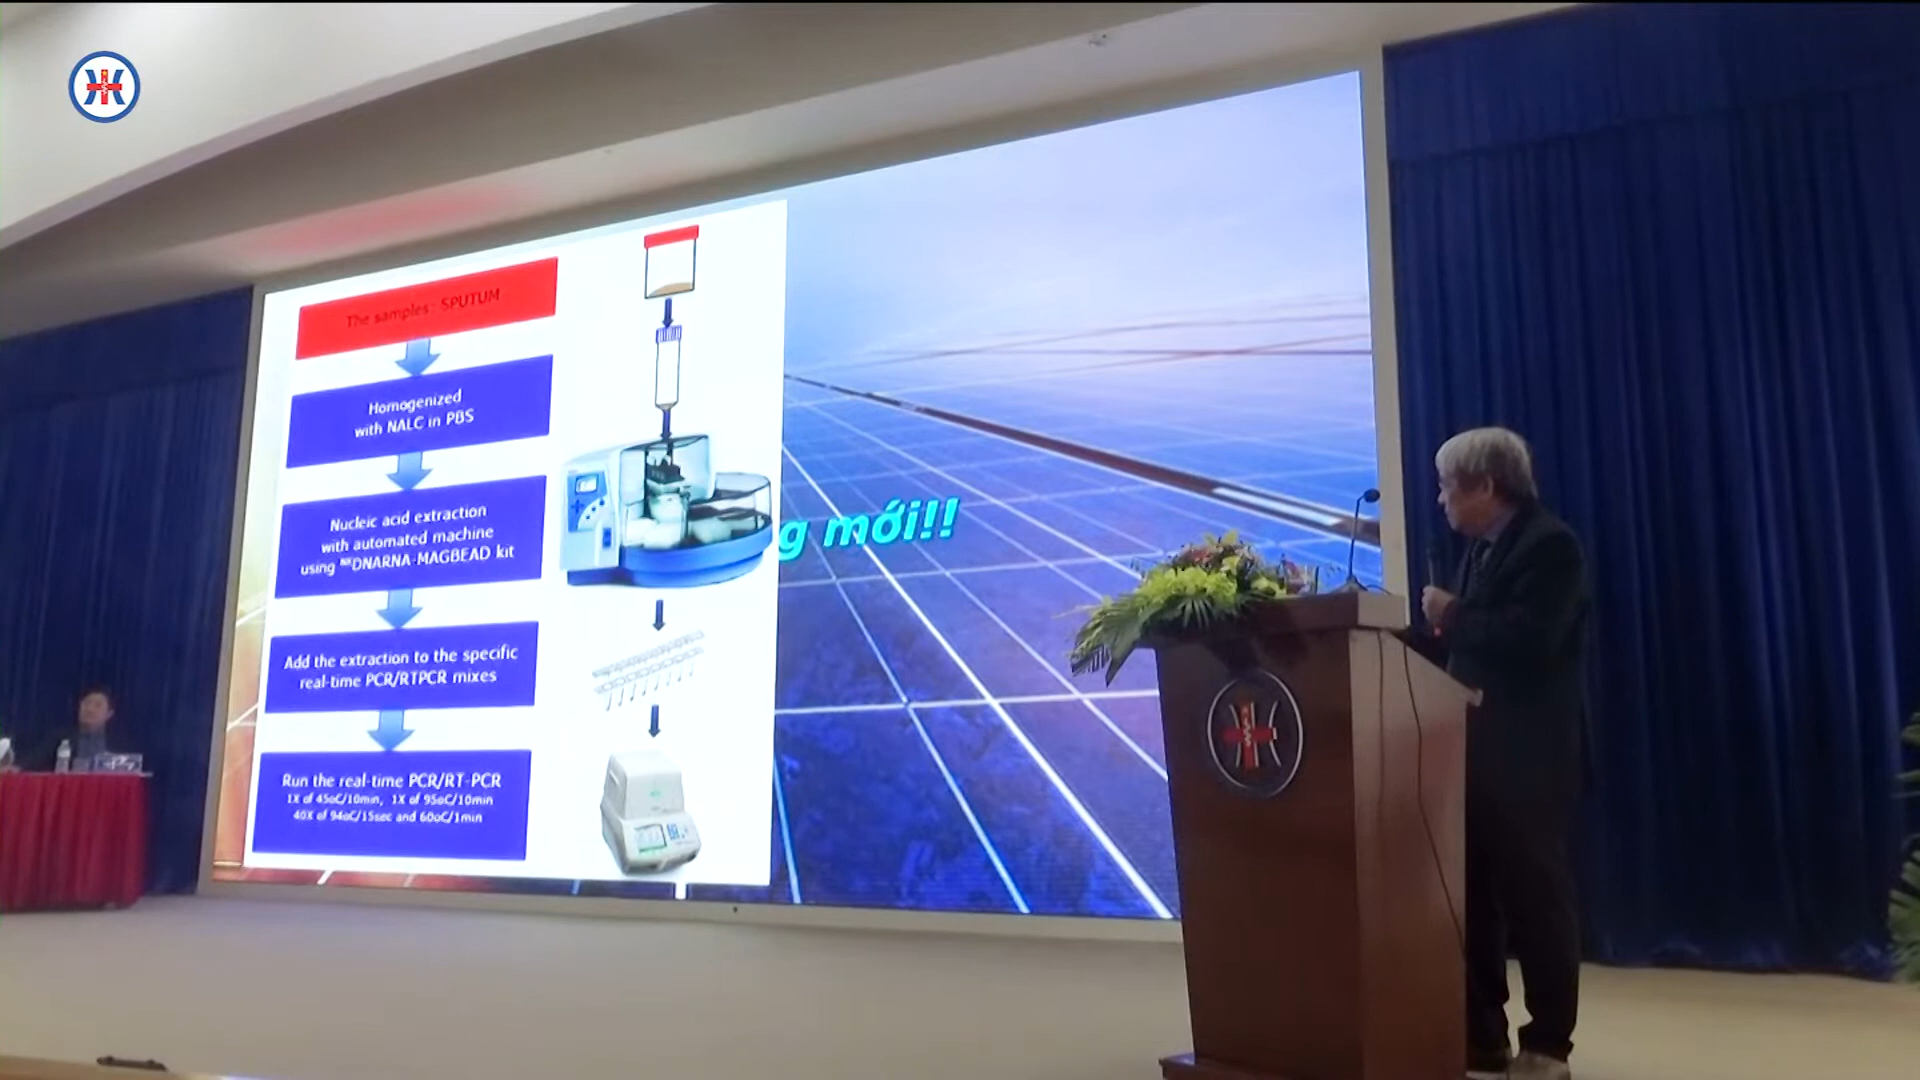 The samples: SPUTUM
Homogenized
with NALC in PBS
Nucleic acid extraction
with automated machine
using NKDNARNA-MAGBEAD kit
Add the extraction to the specific
real-time PCR/RTPCR mixes
Run the real-time PCR/RT-PCR
1X of 45oC/10min, 1X of 95oC/10min
40X of 94oC/15sec and 60oC/1min
g mới!!